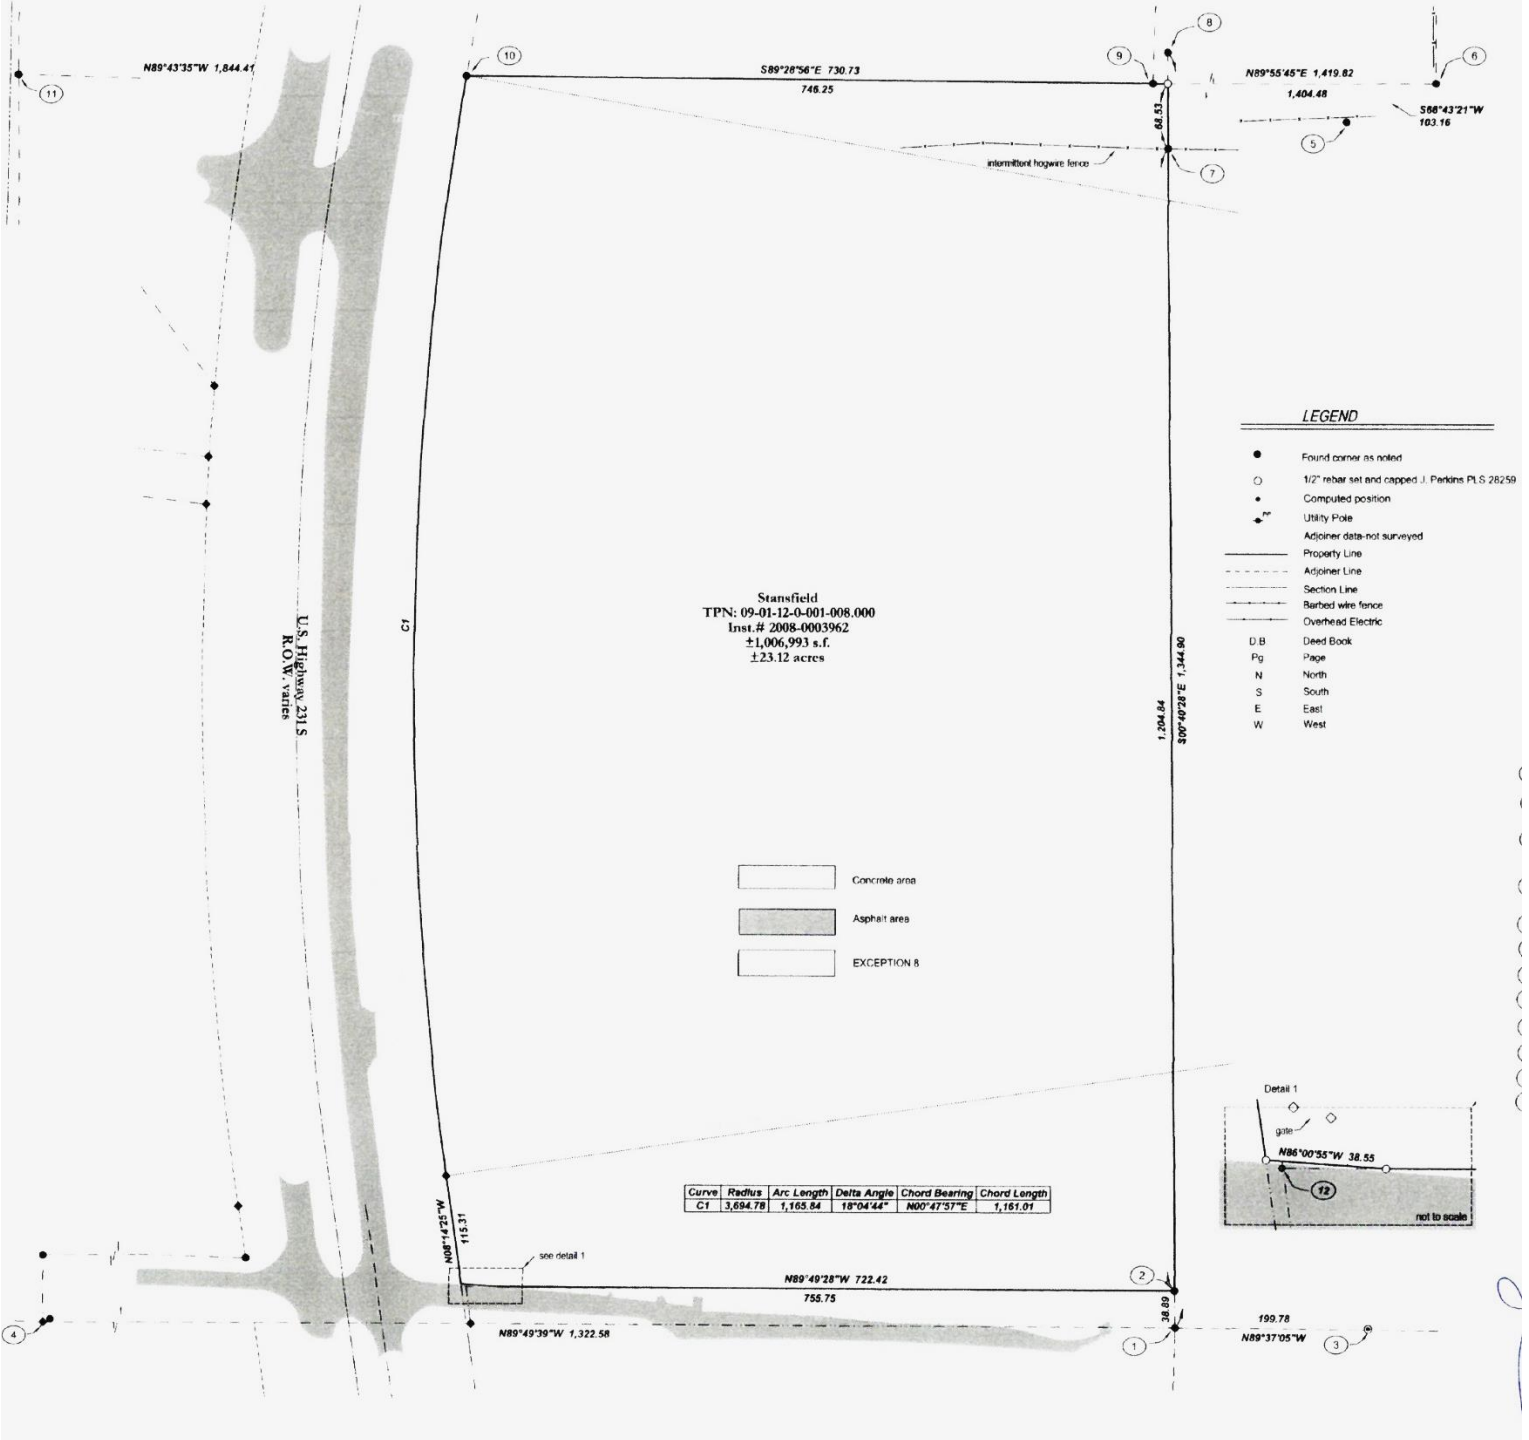 8
10
9
6
N89°43'35"W 1,844.41
S89°28'56"E 730.73
746.25
N89°55'45"E 1,419.82
1,404.48
11
S66°43'21"W
103.16
68.53
5
intermittent hogwire fence
7
LEGEND
Found corner as noted
1/2" rebar set and capped J. Perkins PLS 28259
Computed position
PP
Utility Pole
Adjoiner data-not surveyed
Property Line
Adjoiner Line
Section Line
Barbed wire fence
Overhead Electric
D.B. Deed Book
Pg Page
N North
S South
E East
W West
C1
Stansfield
TPN: 09-01-12-0-001-008.000
Inst.# 2008-0003962
±1,006,993 s.f.
±23.12 acres
U.S. Highway 231 S
R.O.W. varies
1,204.84
S00°40'28"E 1,344.90
Concrete area
Asphalt area
EXCEPTION 8
Detail 1
gate
N86°00'55"W 38.55
12
not to scale
Curve Radius Arc Length Delta Angle Chord Bearing Chord Length
C1 3,694.78 1,165.84 18°04'44" N00°47'57"E 1,161.01
N08°14'25"W
115.31
see detail 1
N89°49'28"W 722.42
755.75
2
38.89
4
N89°49'39"W 1,322.58
1
199.78
N89°37'05"W
3